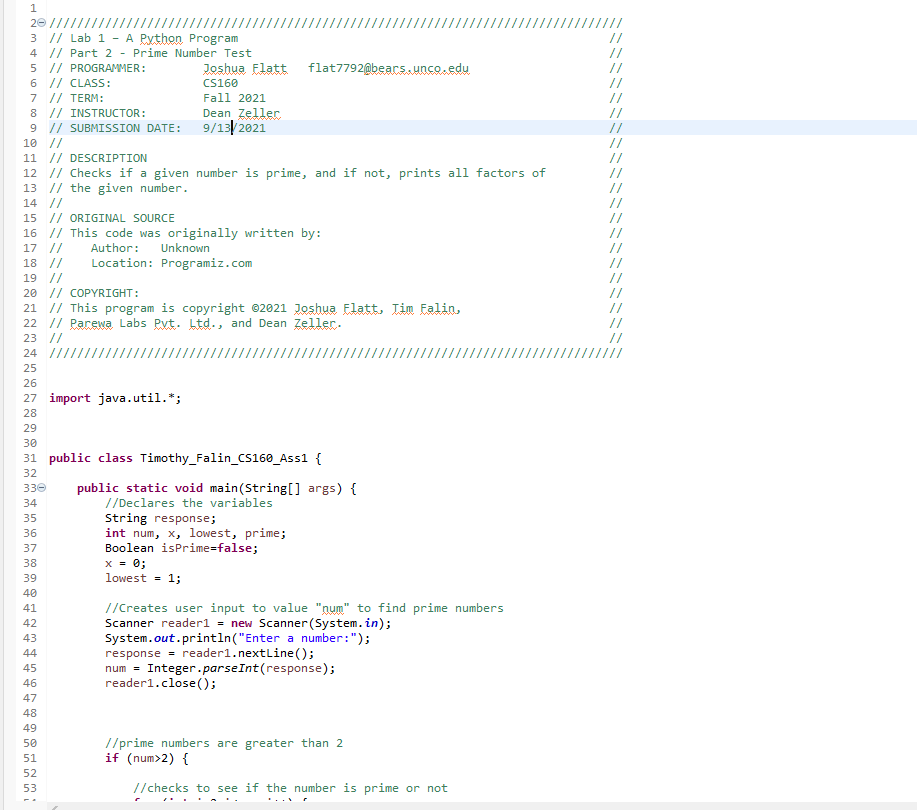 1
2 //////////////////////////////////////////////////////////////////////////////////
3 // Lab 1 – A Python Program //
4 // Part 2 - Prime Number Test //
5 // PROGRAMMER: Joshua Flatt flat7792@bears.unco.edu //
6 // CLASS: CS160 //
7 // TERM: Fall 2021 //
8 // INSTRUCTOR: Dean Zeller //
9 // SUBMISSION DATE: 9/13/2021 //
10 // //
11 // DESCRIPTION //
12 // Checks if a given number is prime, and if not, prints all factors of //
13 // the given number. //
14 // //
15 // ORIGINAL SOURCE //
16 // This code was originally written by: //
17 // Author: Unknown //
18 // Location: Programiz.com //
19 // //
20 // COPYRIGHT: //
21 // This program is copyright ©2021 Joshua Flatt, Tim Falin, //
22 // Parewa Labs Pvt. Ltd., and Dean Zeller. //
23 // //
24 //////////////////////////////////////////////////////////////////////////////////
25
26
27 import java.util.*;
28
29
30
31 public class Timothy_Falin_CS160_Ass1 {
32
33 public static void main(String[] args) {
34 //Declares the variables
35 String response;
36 int num, x, lowest, prime;
37 Boolean isPrime=false;
38 x = 0;
39 lowest = 1;
40
41 //Creates user input to value "num" to find prime numbers
42 Scanner reader1 = new Scanner(System.in);
43 System.out.println("Enter a number:");
44 response = reader1.nextLine();
45 num = Integer.parseInt(response);
46 reader1.close();
47
48
49
50 //prime numbers are greater than 2
51 if (num>2) {
52
53 //checks to see if the number is prime or not